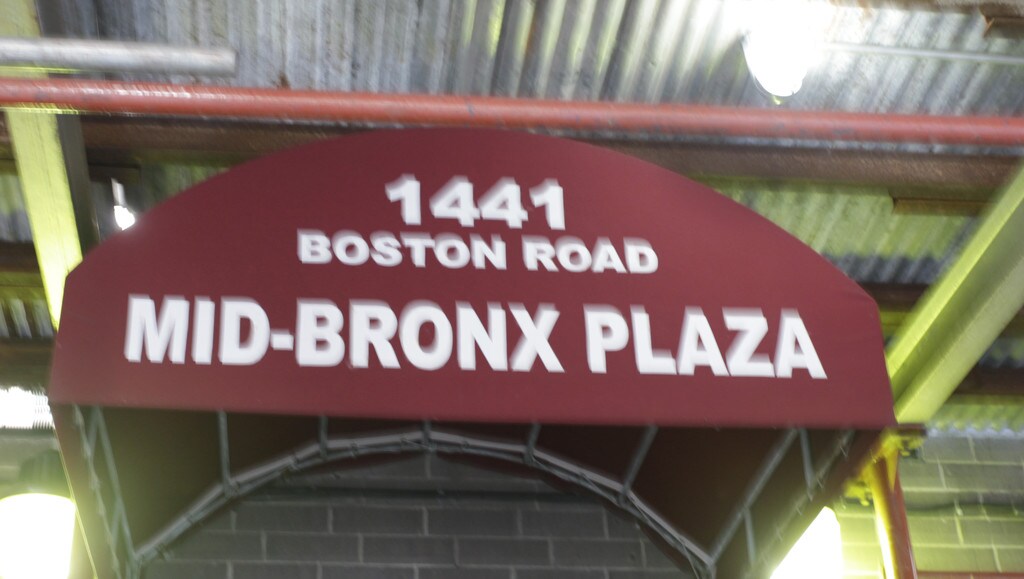 1441
BOSTON ROAD
MID-BRONX PLAZA